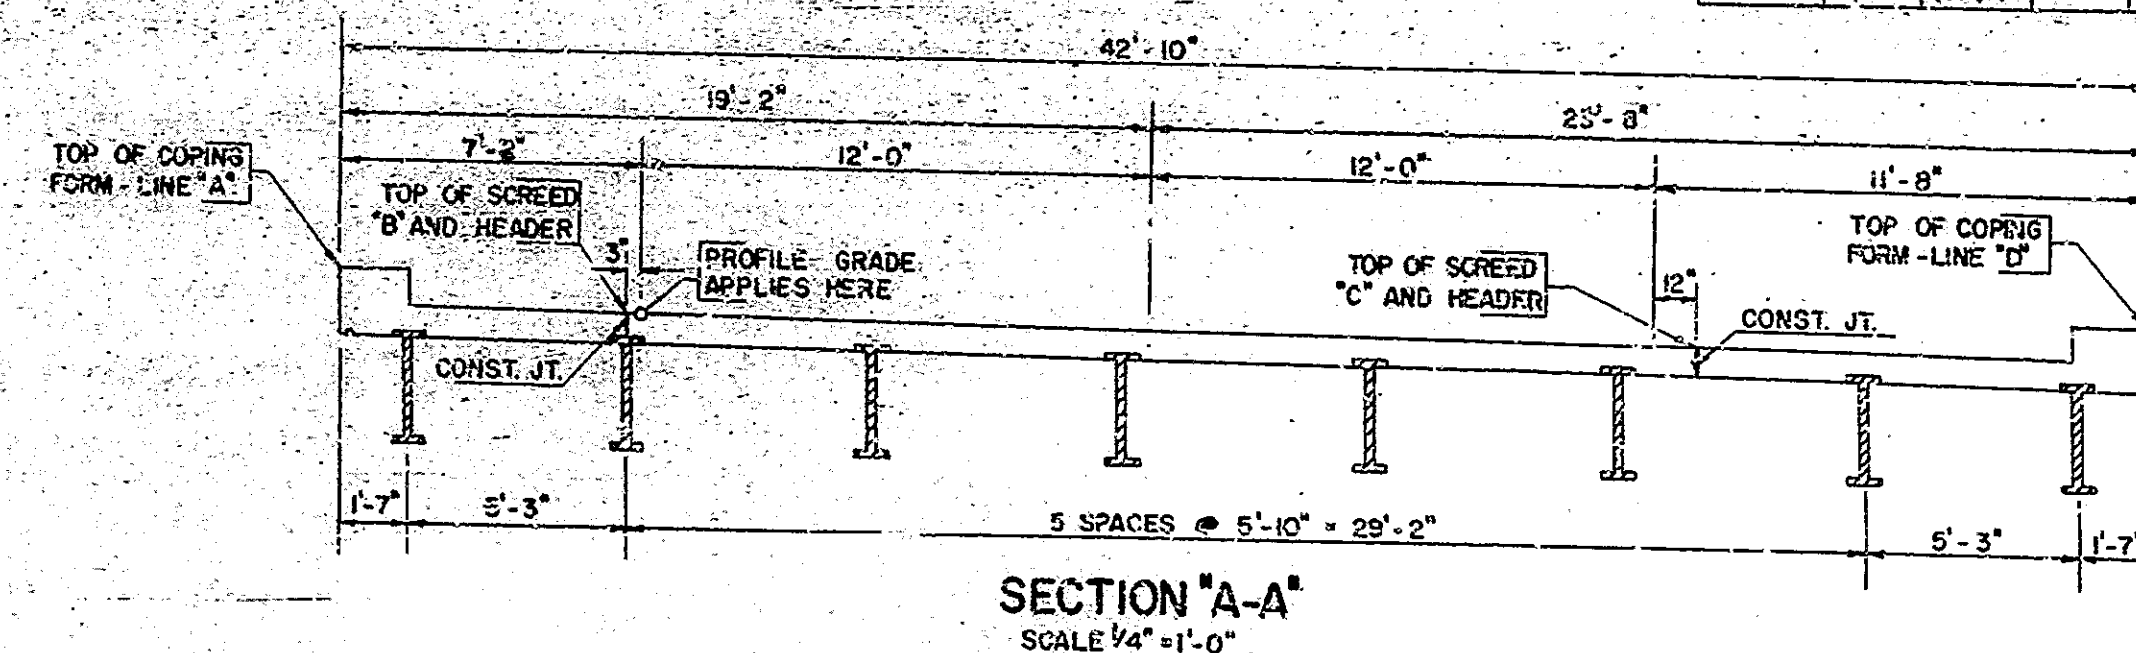 42'-10"
19'-2"
23'-8"
7'-2"
12'-0"
12'-0"
11'-8"
TOP OF COPING
FORM - LINE "A"
TOP OF SCREED
"B" AND HEADER
3"
PROFILE GRADE
APPLIES HERE
TOP OF SCREED
"C" AND HEADER
12"
TOP OF COPING
FORM - LINE "D"
CONST. JT.
CONST. JT.
1'-7"
5'-3"
5 SPACES @ 5'-10" = 29'-2"
5'-3"
1'-7"
SECTION "A-A"
SCALE 1/4" = 1'-0"